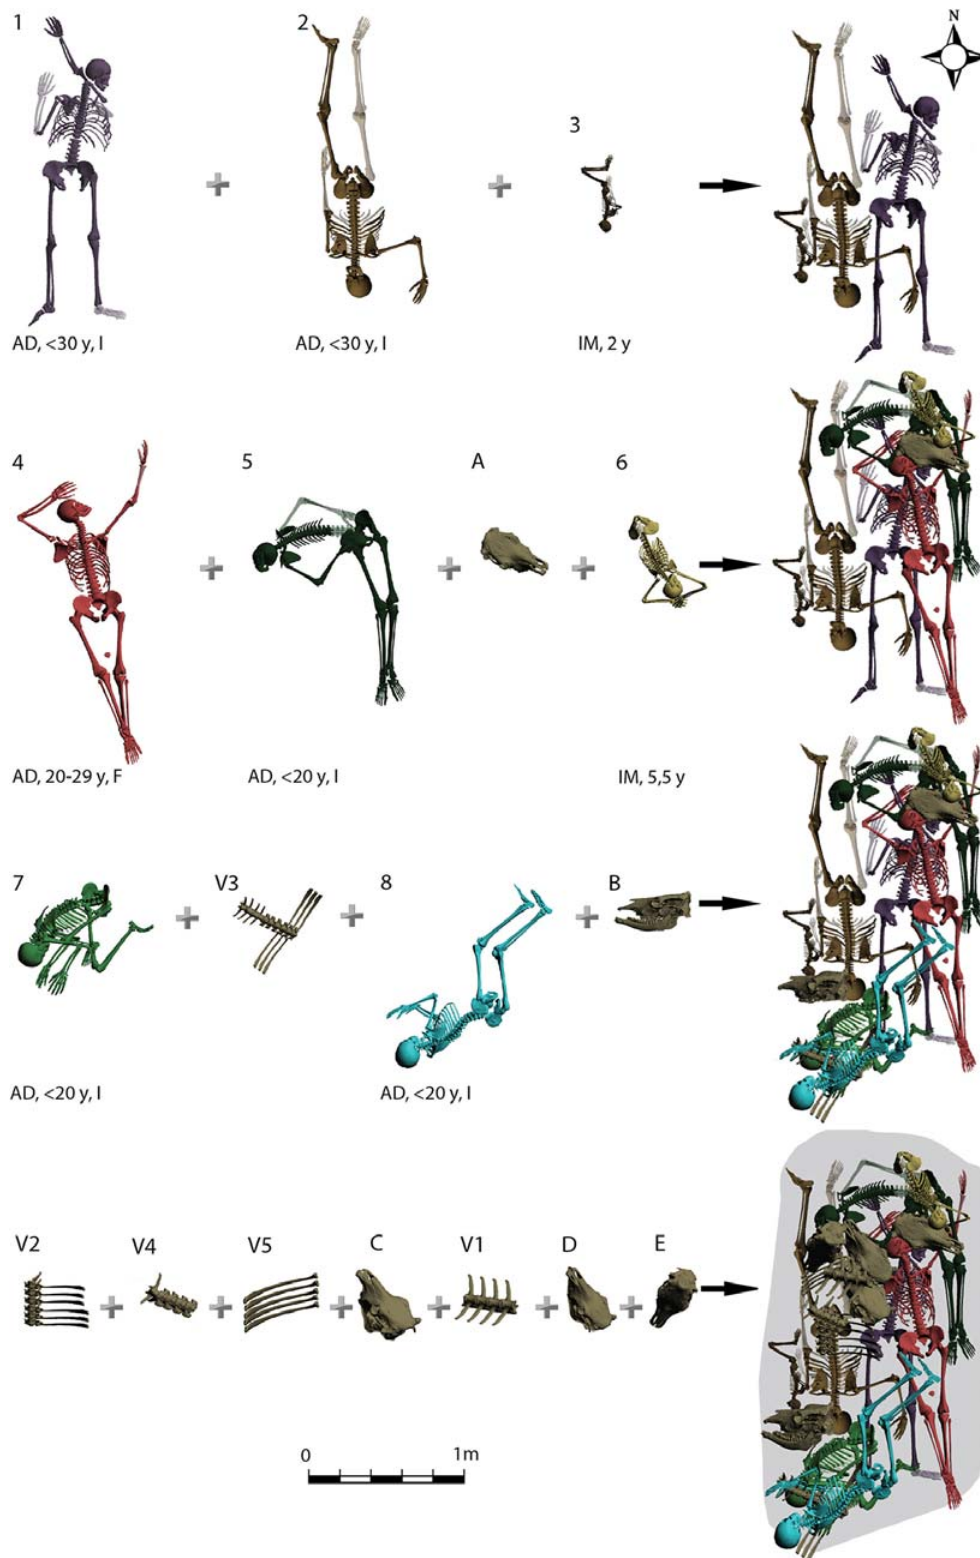 1
2
N
3
AD, <30 y, I
AD, <30 y, I
IM, 2 y
4
5
A
6
AD, 20-29 y, F
AD, <20 y, I
IM, 5,5 y
7
V3
8
B
AD, <20 y, I
AD, <20 y, I
V2
V4
V5
C
V1
D
E
0
1m